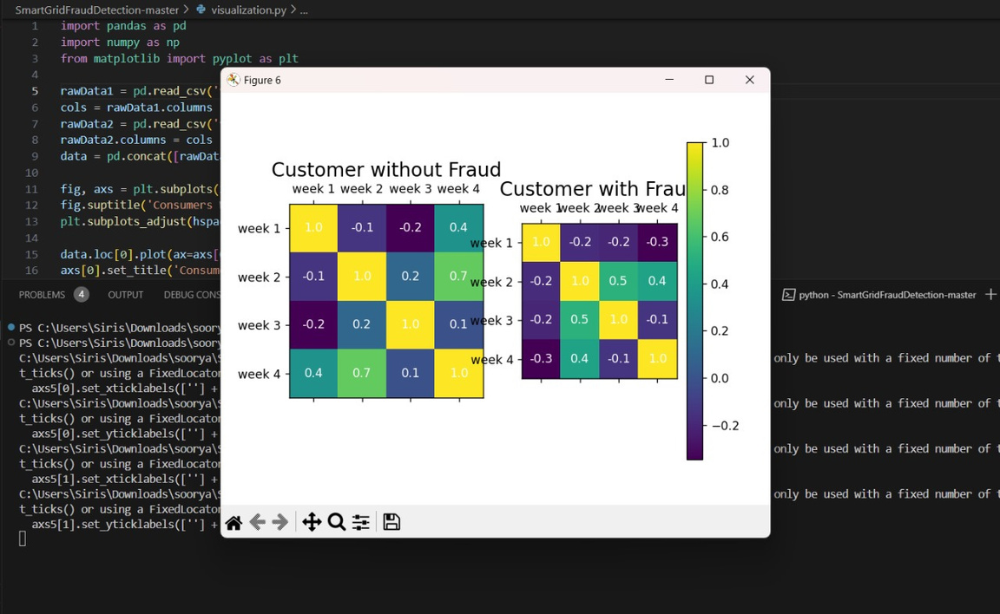 SmartGridFraudDetection-master > visualization.py > ...
1 import pandas as pd
2 import numpy as np
3 from matplotlib import pyplot as plt
4
5 rawData1 = pd.read_csv('
6 cols = rawData1.columns
7 rawData2 = pd.read_csv('
8 rawData2.columns = cols
9 data = pd.concat([rawDat
10
11 fig, axs = plt.subplots(
12 fig.suptitle('Consumers
13 plt.subplots_adjust(hspa
14
15 data.loc[0].plot(ax=axs[
16 axs[0].set_title('Consum
Figure 6
Customer without Fraud
week 1 week 2 week 3 week 4
week 1 1.0 -0.1 -0.2 0.4
week 2 -0.1 1.0 0.2 0.7
week 3 -0.2 0.2 1.0 0.1
week 4 0.4 0.7 0.1 1.0
Customer with Frau
week 1 week 2 week 3 week 4
week 1 1.0 -0.2 -0.2 -0.3
week 2 -0.2 1.0 0.5 0.4
week 3 -0.2 0.5 1.0 -0.1
week 4 -0.3 0.4 -0.1 1.0
1.0
0.8
0.6
0.4
0.2
0.0
−0.2
PROBLEMS 4 OUTPUT DEBUG CONS
python - SmartGridFraudDetection-master
PS C:\Users\Siris\Downloads\soory
PS C:\Users\Siris\Downloads\soory
C:\Users\Siris\Downloads\soorya\S only be used with a fixed number of t
t_ticks() or using a FixedLocator
axs5[0].set_xticklabels([''] +
C:\Users\Siris\Downloads\soorya\S only be used with a fixed number of t
t_ticks() or using a FixedLocator
axs5[0].set_yticklabels([''] +
C:\Users\Siris\Downloads\soorya\S only be used with a fixed number of t
t_ticks() or using a FixedLocator
axs5[1].set_xticklabels([''] +
C:\Users\Siris\Downloads\soorya\S only be used with a fixed number of t
t_ticks() or using a FixedLocator
axs5[1].set_yticklabels([''] +